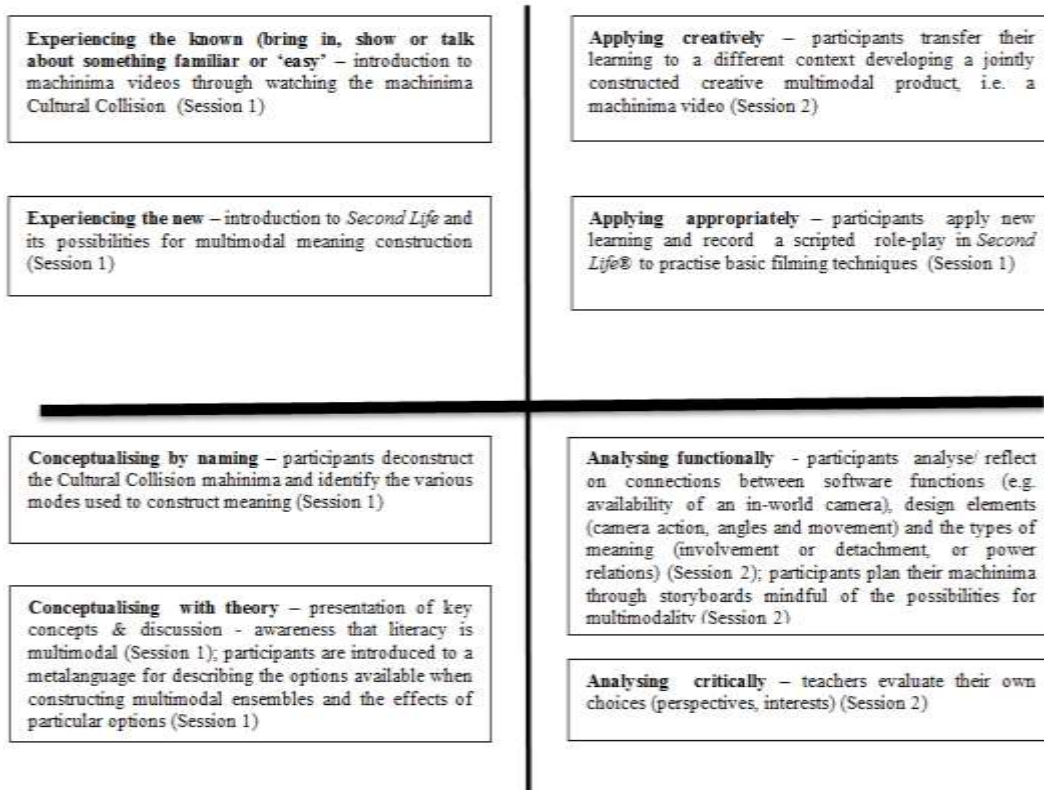 Experiencing the known (bring in, show or talk
about something familiar or ‘easy’ – introduction to
machinima videos through watching the machinima
Cultural Collision (Session 1)
Experiencing the new – introduction to Second Life and
its possibilities for multimodal meaning construction
(Session 1)
Applying creatively – participants transfer their
learning to a different context developing a jointly
constructed creative multimodal product, i.e. a
machinima video (Session 2)
Applying appropriately – participants apply new
learning and record a scripted role-play in Second
Life® to practise basic filming techniques (Session 1)
Conceptualising by naming – participants deconstruct
the Cultural Collision mahinima and identify the various
modes used to construct meaning (Session 1)
Conceptualising with theory – presentation of key
concepts & discussion - awareness that literacy is
multimodal (Session 1); participants are introduced to a
metalanguage for describing the options available when
constructing multimodal ensembles and the effects of
particular options (Session 1)
Analysing functionally - participants analyse/ reflect
on connections between software functions (e.g.
availability of an in-world camera), design elements
(camera action, angles and movement) and the types of
meaning (involvement or detachment, or power
relations) (Session 2); participants plan their machinima
through storyboards mindful of the possibilities for
multimodality (Session 2)
Analysing critically – teachers evaluate their own
choices (perspectives, interests) (Session 2)